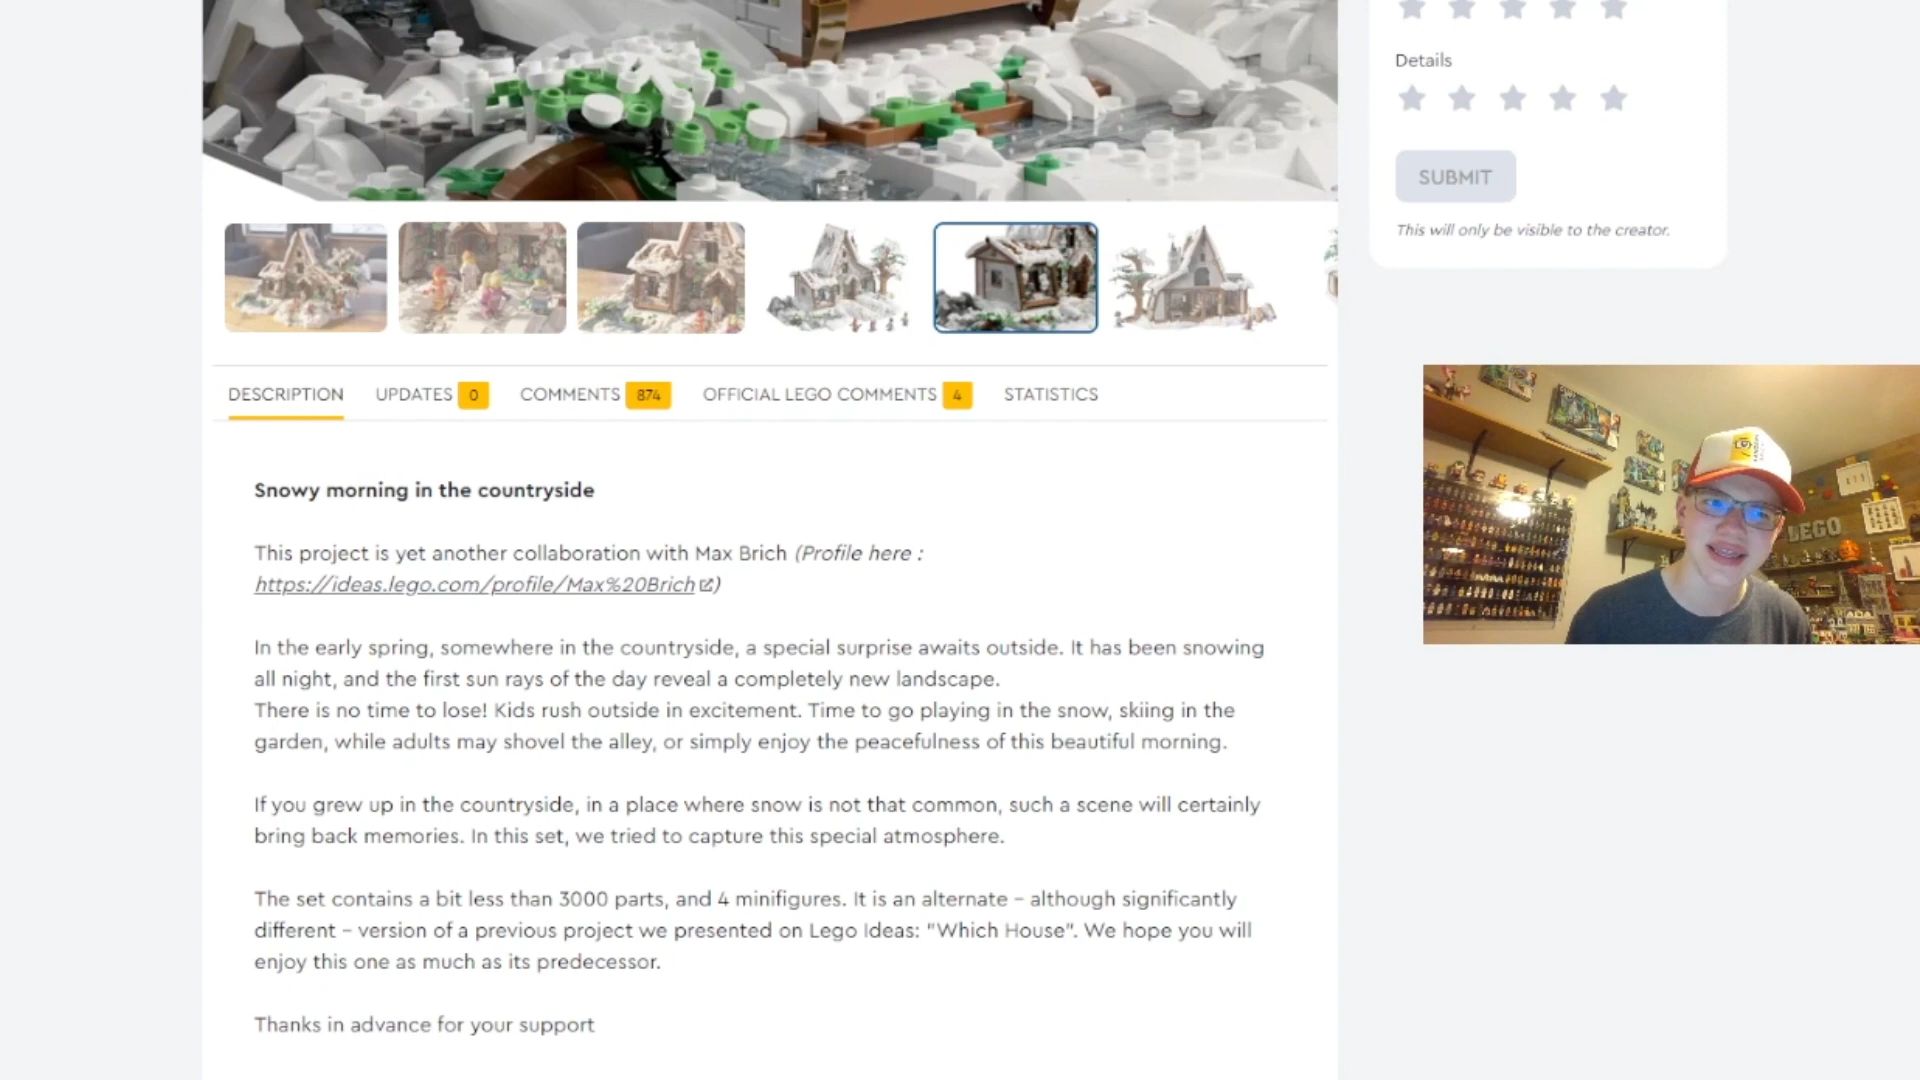 Details
SUBMIT
This will only be visible to the creator.
DESCRIPTION UPDATES 0 COMMENTS 874 OFFICIAL LEGO COMMENTS 4 STATISTICS
Snowy morning in the countryside
This project is yet another collaboration with Max Brich (Profile here :
https://ideas.lego.com/profile/Max%20Brich)
In the early spring, somewhere in the countryside, a special surprise awaits outside. It has been snowing
all night, and the first sun rays of the day reveal a completely new landscape.
There is no time to lose! Kids rush outside in excitement. Time to go playing in the snow, skiing in the
garden, while adults may shovel the alley, or simply enjoy the peacefulness of this beautiful morning.
If you grew up in the countryside, in a place where snow is not that common, such a scene will certainly
bring back memories. In this set, we tried to capture this special atmosphere.
The set contains a bit less than 3000 parts, and 4 minifigures. It is an alternate – although significantly
different – version of a previous project we presented on Lego Ideas: "Which House". We hope you will
enjoy this one as much as its predecessor.
Thanks in advance for your support
LEGO